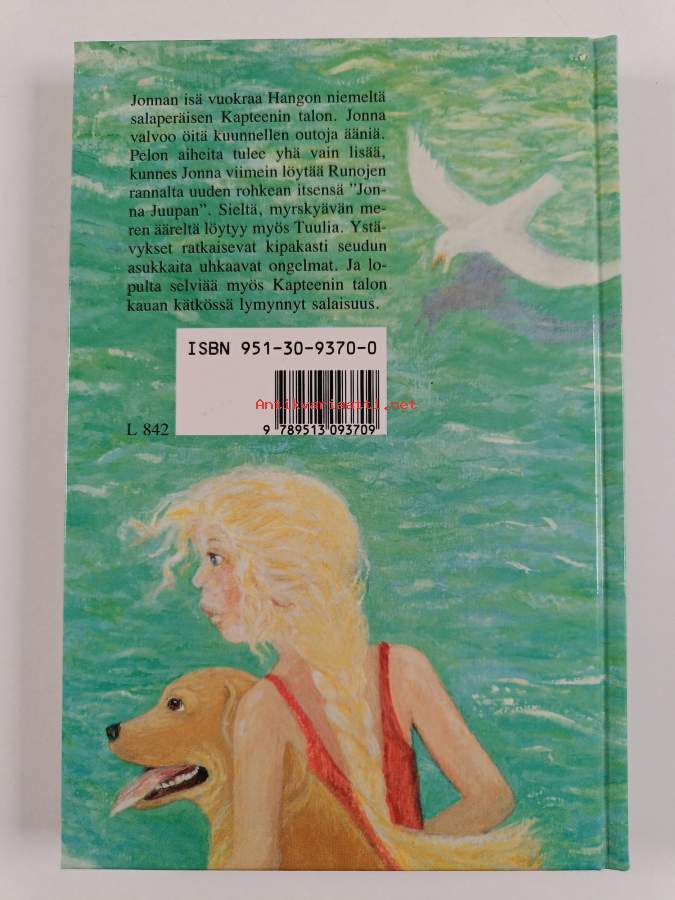 Jonnan isä vuokraa Hangon niemeltä
salaperäisen Kapteenin talon. Jonna
valvoo öitä kuunnellen outoja ääniä.
Pelon aiheita tulee yhä vain lisää,
kunnes Jonna viimein löytää Runojen
rannalta uuden rohkean itsensä "Jon-
na Juupan". Sieltä, myrskyävän me-
ren ääreltä löytyy myös Tuulia. Ystä-
vykset ratkaisevat kipakasti seudun
asukkaita uhkaavat ongelmat. Ja lo-
pulta selviää myös Kapteenin talon
kauan kätkössä lymynnyt salaisuus.
ISBN 951-30-9370-0
Antikvariaatti.net
L 842
9 789513 093709